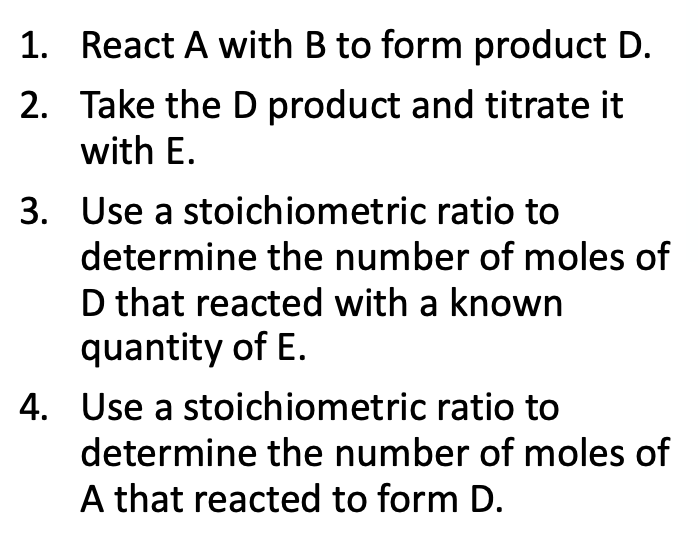 1. React A with B to form product D.
2. Take the D product and titrate it
with E.
3. Use a stoichiometric ratio to
determine the number of moles of
D that reacted with a known
quantity of E.
4. Use a stoichiometric ratio to
determine the number of moles of
A that reacted to form D.